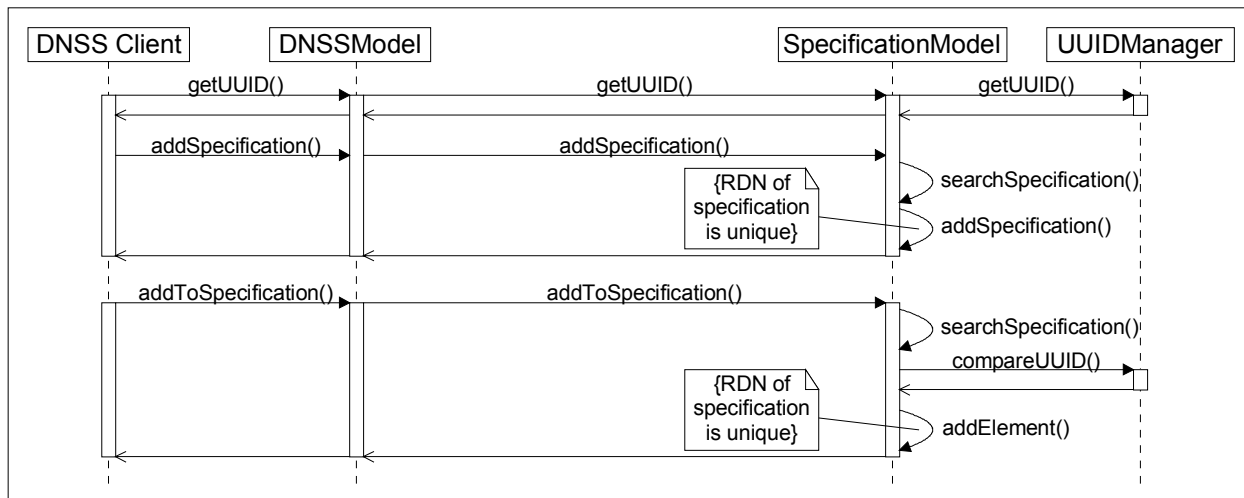 DNSS Client
DNSSModel
SpecificationModel
UUIDManager
getUUID()
getUUID()
getUUID()
addSpecification()
addSpecification()
{RDN of
specification
is unique}
searchSpecification()
addSpecification()
addToSpecification()
addToSpecification()
searchSpecification()
compareUUID()
{RDN of
specification
is unique}
addElement()